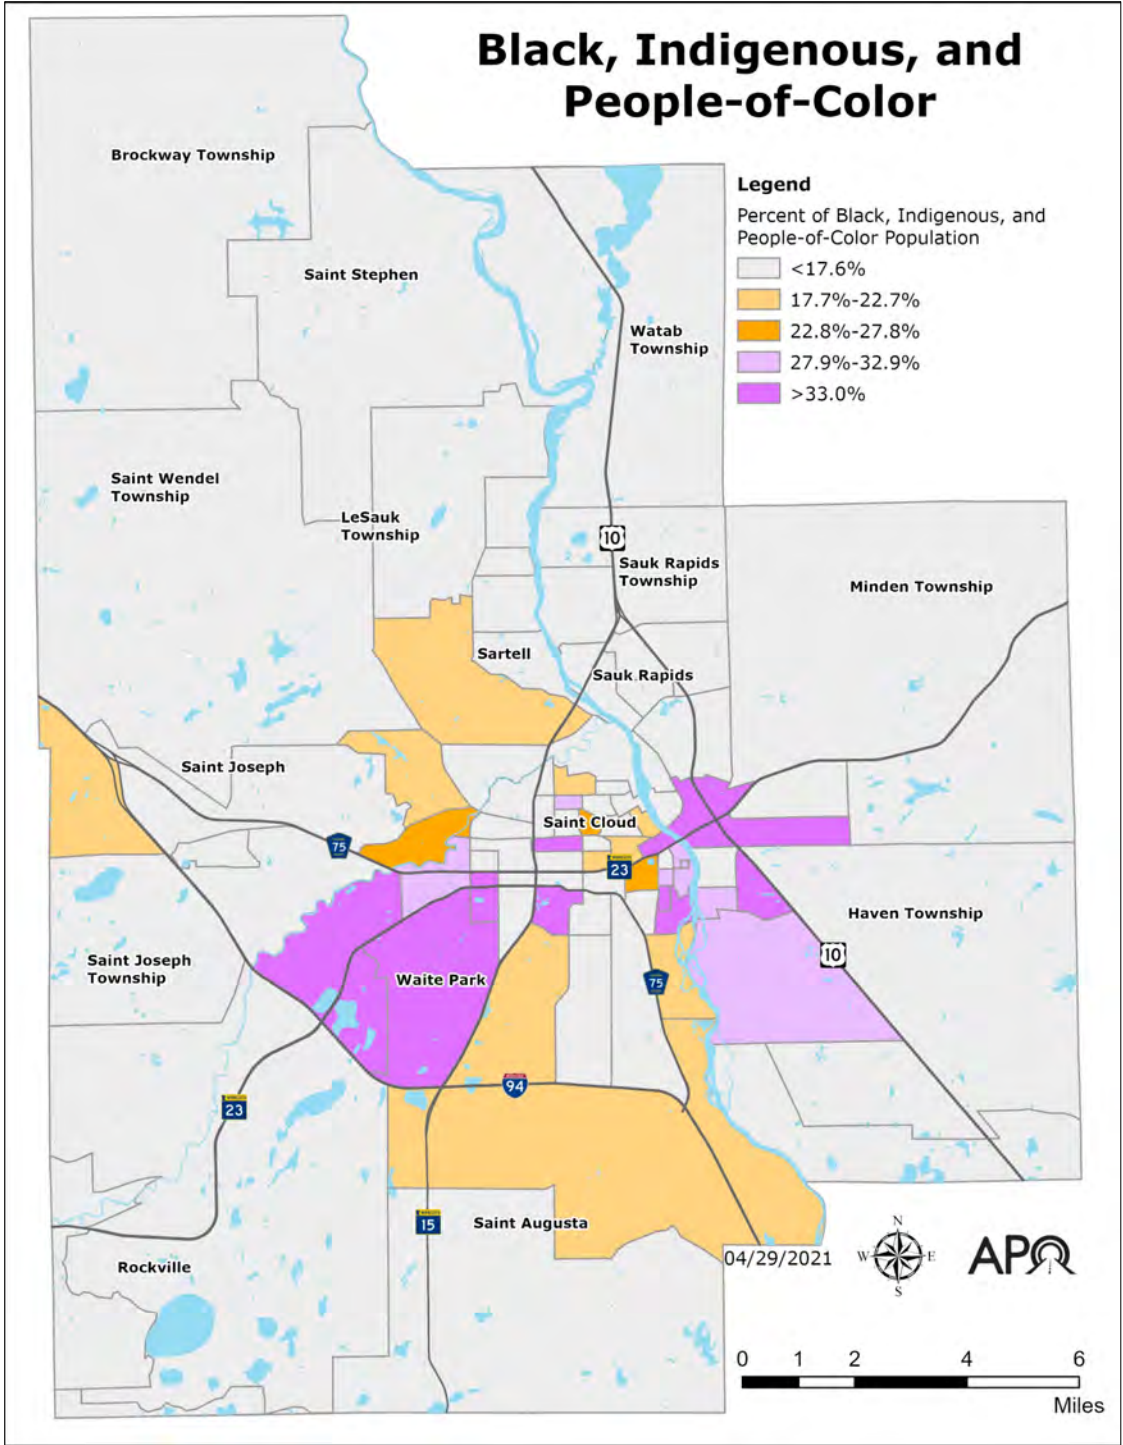 Black, Indigenous, and
People-of-Color
Legend
Percent of Black, Indigenous, and
People-of-Color Population
<17.6%
17.7%-22.7%
22.8%-27.8%
27.9%-32.9%
>33.0%
Brockway Township
Saint Stephen
Watab
Township
Saint Wendel
Township
LeSauk
Township
10
Sauk Rapids
Township
Minden Township
Sartell
Sauk Rapids
Saint Joseph
Saint Cloud
75
23
Haven Township
10
Saint Joseph
Township
Waite Park
75
94
23
15
Saint Augusta
Rockville
04/29/2021
N
W
E
S
APO
0
1
2
4
6
Miles